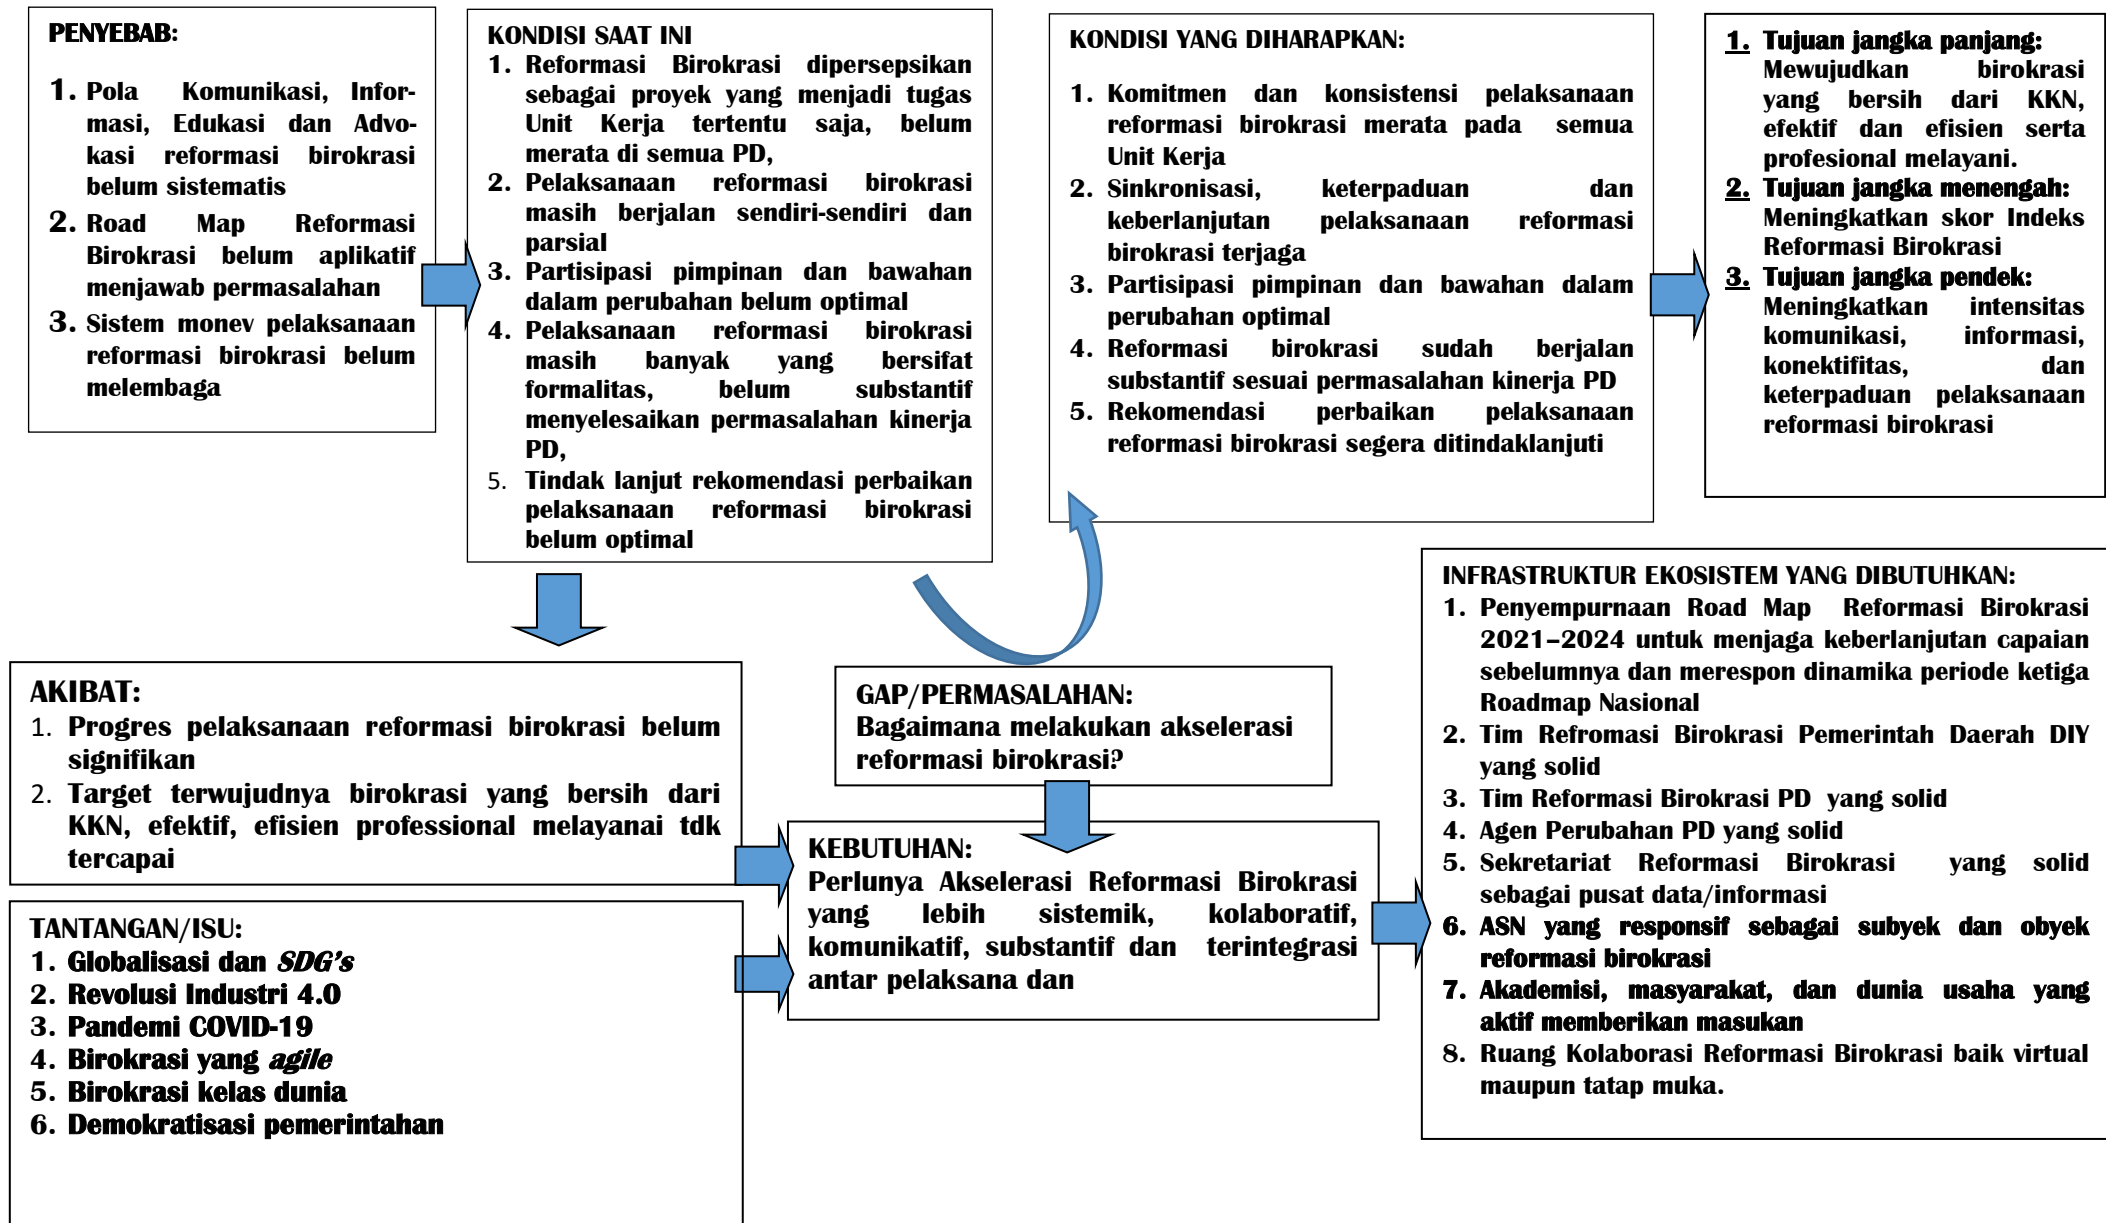 PENYEBAB:
1. Pola Komunikasi, Infor-
masi, Edukasi dan Advo-
kasi reformasi birokrasi
belum sistematis
2. Road Map Reformasi
Birokrasi belum aplikatif
menjawab permasalahan
3. Sistem monev pelaksanaan
reformasi birokrasi belum
melembaga
KONDISI SAAT INI
1. Reformasi Birokrasi dipersepsikan
sebagai proyek yang menjadi tugas
Unit Kerja tertentu saja, belum
merata di semua PD,
2. Pelaksanaan reformasi birokrasi
masih berjalan sendiri-sendiri dan
parsial
3. Partisipasi pimpinan dan bawahan
dalam perubahan belum optimal
4. Pelaksanaan reformasi birokrasi
masih banyak yang bersifat
formalitas, belum substantif
menyelesaikan permasalahan kinerja
PD,
5. Tindak lanjut rekomendasi perbaikan
pelaksanaan reformasi birokrasi
belum optimal
KONDISI YANG DIHARAPKAN:
1. Komitmen dan konsistensi pelaksanaan
reformasi birokrasi merata pada semua
Unit Kerja
2. Sinkronisasi, keterpaduan dan
keberlanjutan pelaksanaan reformasi
birokrasi terjaga
3. Partisipasi pimpinan dan bawahan dalam
perubahan optimal
4. Reformasi birokrasi sudah berjalan
substantif sesuai permasalahan kinerja PD
5. Rekomendasi perbaikan pelaksanaan
reformasi birokrasi segera ditindaklanjuti
1. Tujuan jangka panjang:
Mewujudkan birokrasi
yang bersih dari KKN,
efektif dan efisien serta
profesional melayani.
2. Tujuan jangka menengah:
Meningkatkan skor Indeks
Reformasi Birokrasi
3. Tujuan jangka pendek:
Meningkatkan intensitas
komunikasi, informasi,
konektifitas, dan
keterpaduan pelaksanaan
reformasi birokrasi
AKIBAT:
1. Progres pelaksanaan reformasi birokrasi belum
signifikan
2. Target terwujudnya birokrasi yang bersih dari
KKN, efektif, efisien professional melayanai tdk
tercapai
TANTANGAN/ISU:
1. Globalisasi dan SDG's
2. Revolusi Industri 4.0
3. Pandemi COVID-19
4. Birokrasi yang agile
5. Birokrasi kelas dunia
6. Demokratisasi pemerintahan
GAP/PERMASALAHAN:
Bagaimana melakukan akselerasi
reformasi birokrasi?
KEBUTUHAN:
Perlunya Akselerasi Reformasi Birokrasi
yang lebih sistemik, kolaboratif,
komunikatif, substantif dan terintegrasi
antar pelaksana dan
INFRASTRUKTUR EKOSISTEM YANG DIBUTUHKAN:
1. Penyempurnaan Road Map Reformasi Birokrasi
2021–2024 untuk menjaga keberlanjutan capaian
sebelumnya dan merespon dinamika periode ketiga
Roadmap Nasional
2. Tim Refromasi Birokrasi Pemerintah Daerah DIY
yang solid
3. Tim Reformasi Birokrasi PD yang solid
4. Agen Perubahan PD yang solid
5. Sekretariat Reformasi Birokrasi yang solid
sebagai pusat data/informasi
6. ASN yang responsif sebagai subyek dan obyek
reformasi birokrasi
7. Akademisi, masyarakat, dan dunia usaha yang
aktif memberikan masukan
8. Ruang Kolaborasi Reformasi Birokrasi baik virtual
maupun tatap muka.